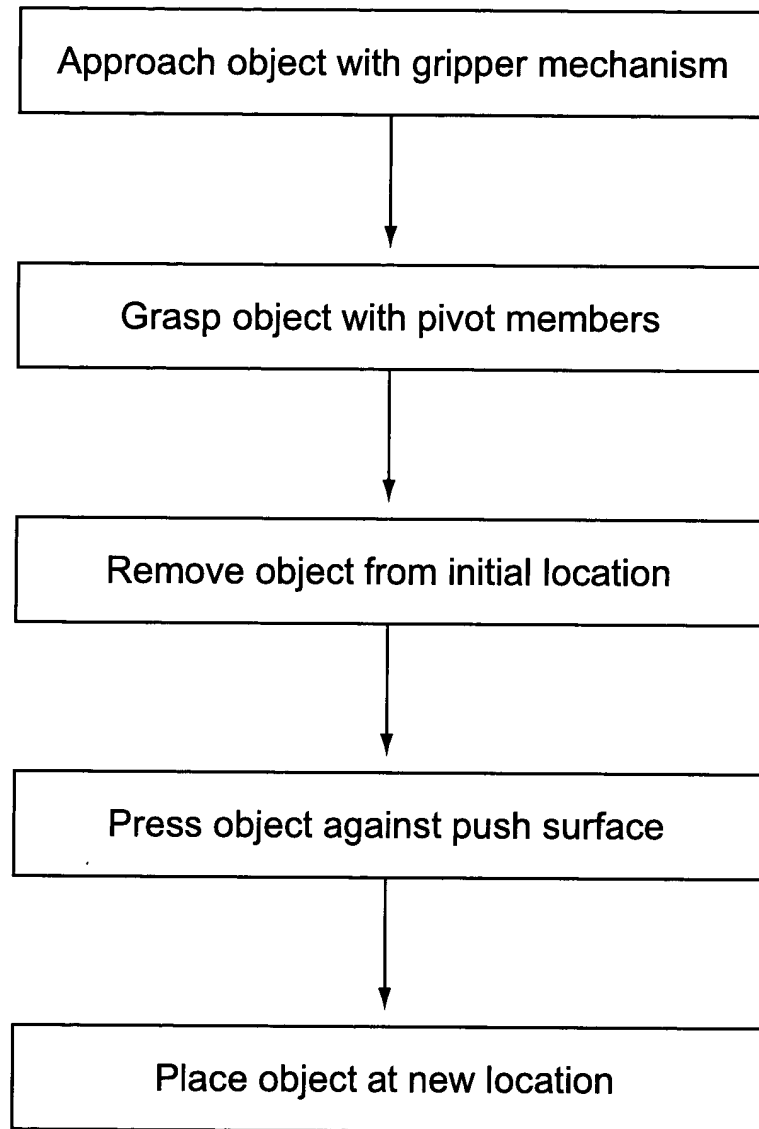 Approach object with gripper mechanism
Grasp object with pivot members
Remove object from initial location
Press object against push surface
Place object at new location